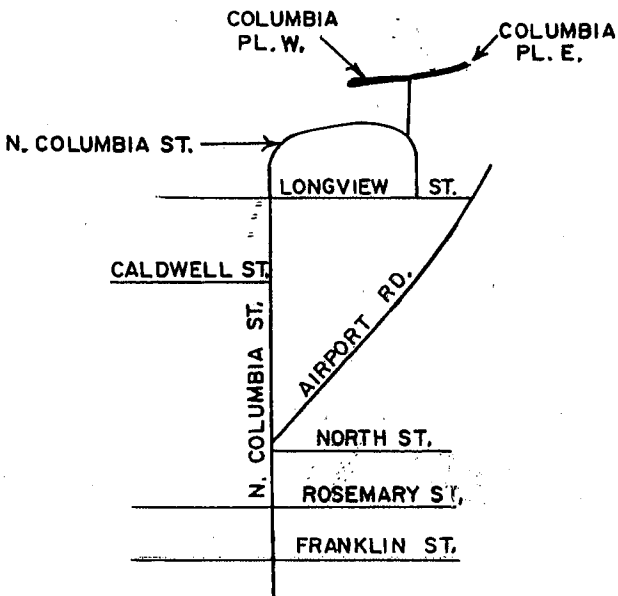 COLUMBIA
PL. W.
COLUMBIA
PL. E.
N. COLUMBIA ST.
LONGVIEW ST.
CALDWELL ST.
AIRPORT RD.
N. COLUMBIA ST.
NORTH ST.
ROSEMARY ST.
FRANKLIN ST.